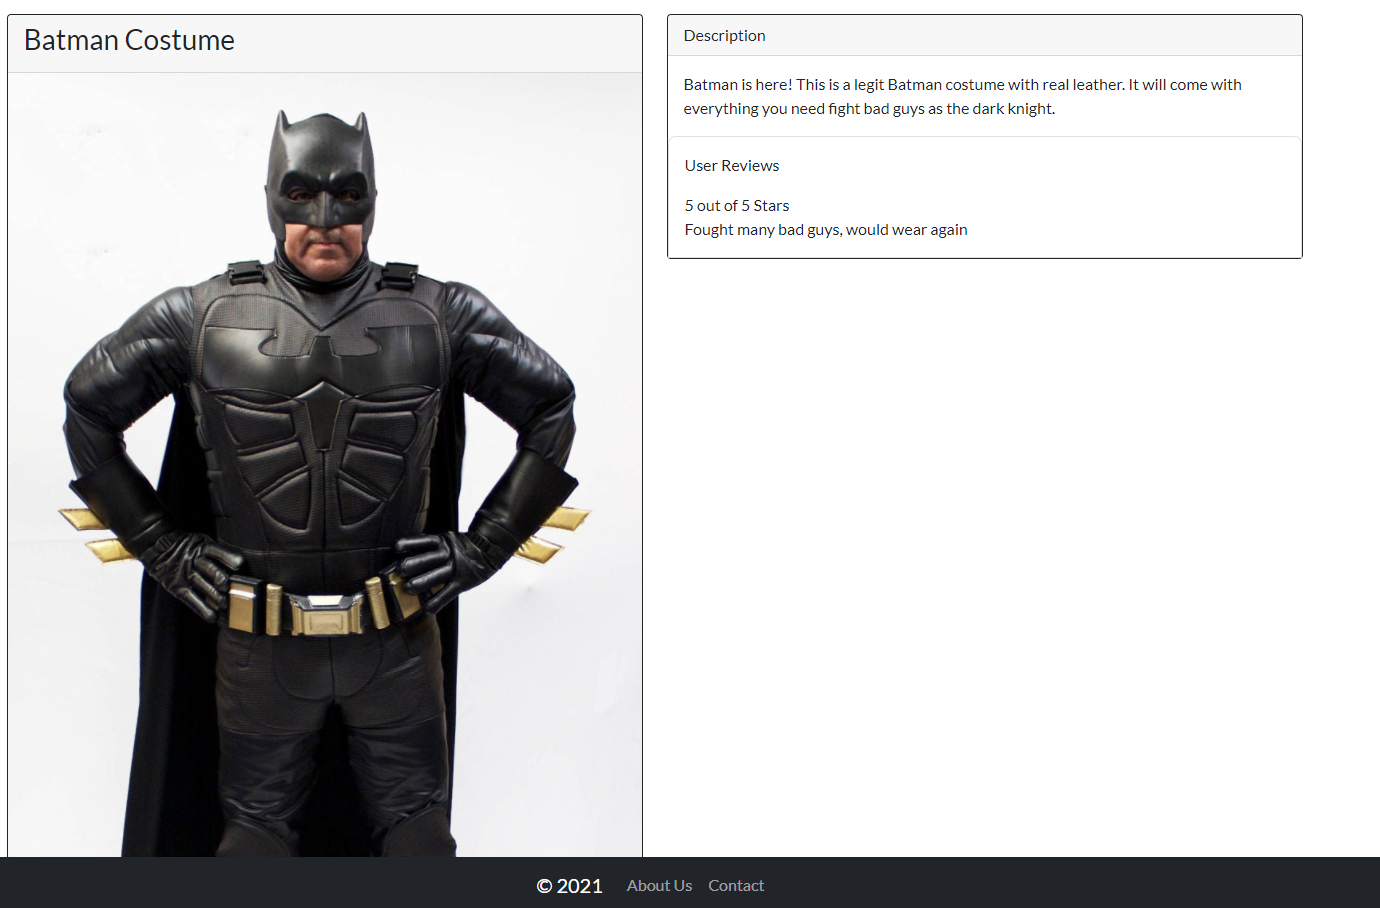 Batman Costume
Description
Batman is here! This is a legit Batman costume with real leather. It will come with
everything you need fight bad guys as the dark knight.
User Reviews
5 out of 5 Stars
Fought many bad guys, would wear again
© 2021 About Us Contact